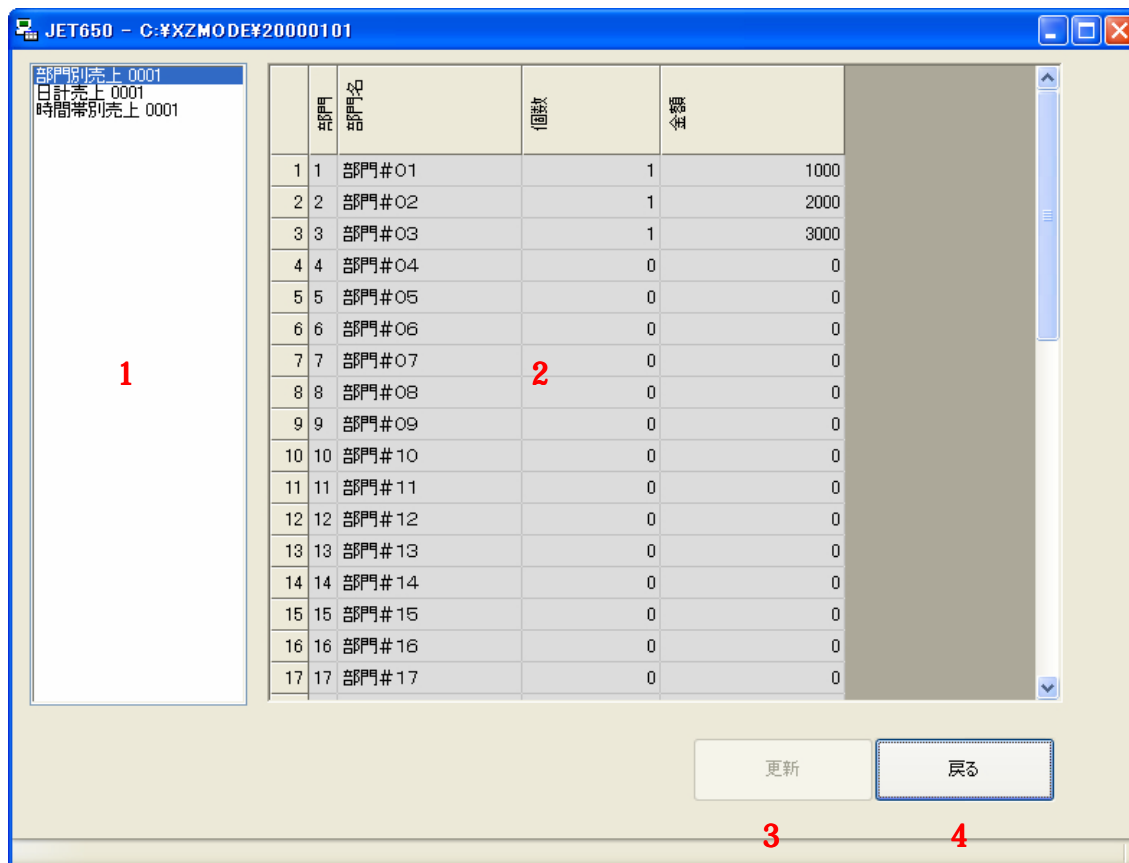 JET650 - C:¥XZMODE¥20000101
部門別売上 0001
日計売上 0001
時間帯別売上 0001
部門 部門名 個数 金額
1 1 部門#01 1 1000
2 2 部門#02 1 2000
3 3 部門#03 1 3000
4 4 部門#04 0 0
5 5 部門#05 0 0
6 6 部門#06 0 0
7 7 部門#07 0 0
8 8 部門#08 0 0
9 9 部門#09 0 0
10 10 部門#10 0 0
11 11 部門#11 0 0
12 12 部門#12 0 0
13 13 部門#13 0 0
14 14 部門#14 0 0
15 15 部門#15 0 0
16 16 部門#16 0 0
17 17 部門#17 0 0
1
2
更新 戻る
3 4